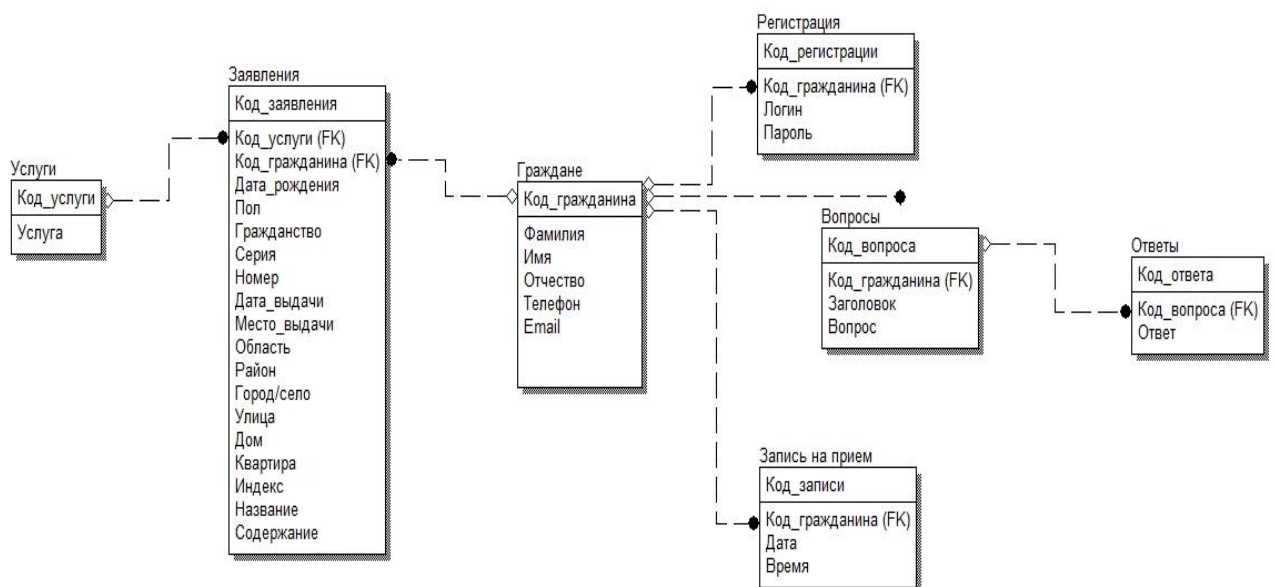 Услуги
Код_услуги
Услуга
Заявления
Код_заявления
Код_услуги (FK)
Код_гражданина (FK)
Дата_рождения
Пол
Гражданство
Серия
Номер
Дата_выдачи
Место_выдачи
Область
Район
Город/село
Улица
Дом
Квартира
Индекс
Название
Содержание
Граждане
Код_гражданина
Фамилия
Имя
Отчество
Телефон
Email
Регистрация
Код_регистрации
Код_гражданина (FK)
Логин
Пароль
Вопросы
Код_вопроса
Код_гражданина (FK)
Заголовок
Вопрос
Ответы
Код_ответа
Код_вопроса (FK)
Ответ
Запись на прием
Код_записи
Код_гражданина (FK)
Дата
Время